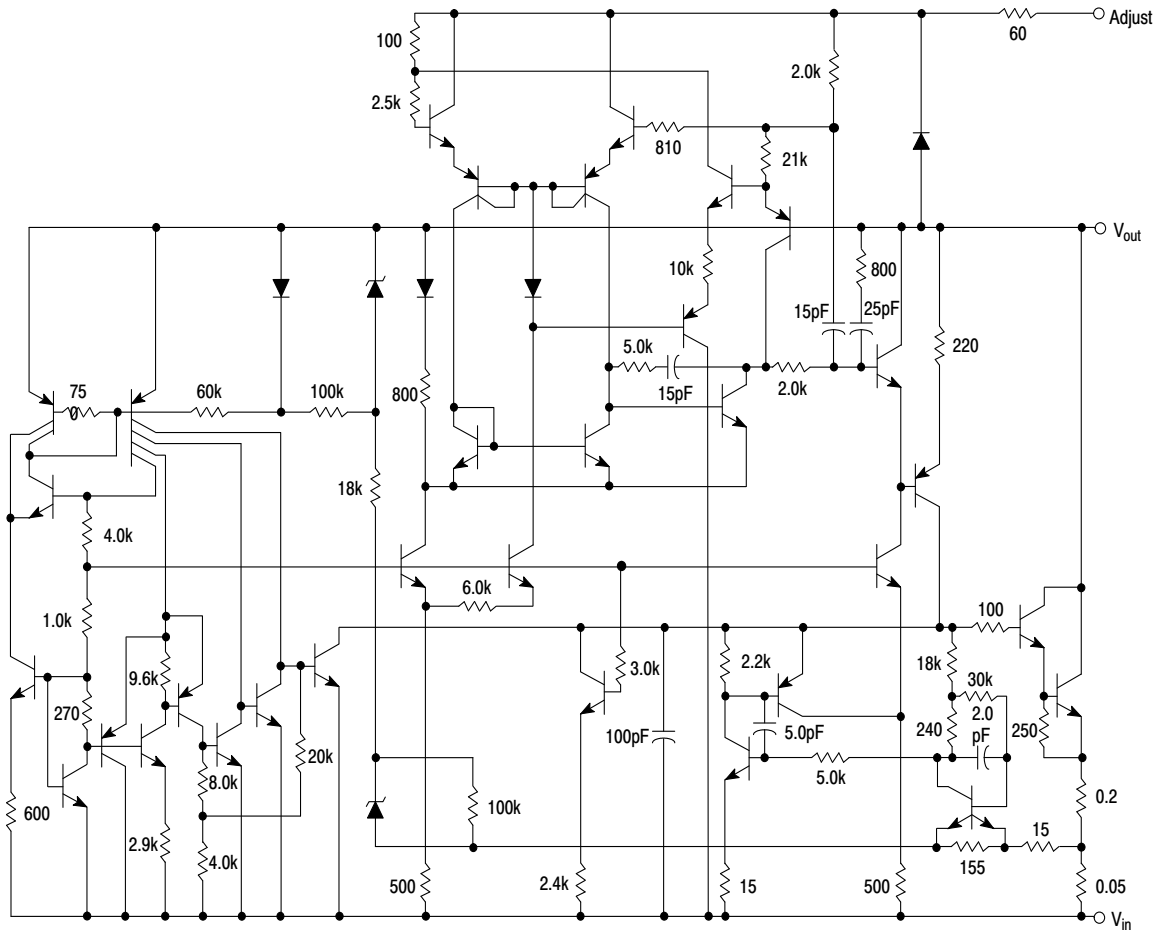 Adjust
60
100
2.0k
2.5k
810
21k
V_out
10k
800
15pF
25pF
5.0k
220
75
0
60k
100k
800
15pF
2.0k
18k
4.0k
6.0k
1.0k
100
3.0k
2.2k
18k
9.6k
30k
270
240
2.0
pF
250
5.0pF
100pF
20k
8.0k
5.0k
600
100k
0.2
2.9k
15
4.0k
155
500
2.4k
15
500
0.05
V_in